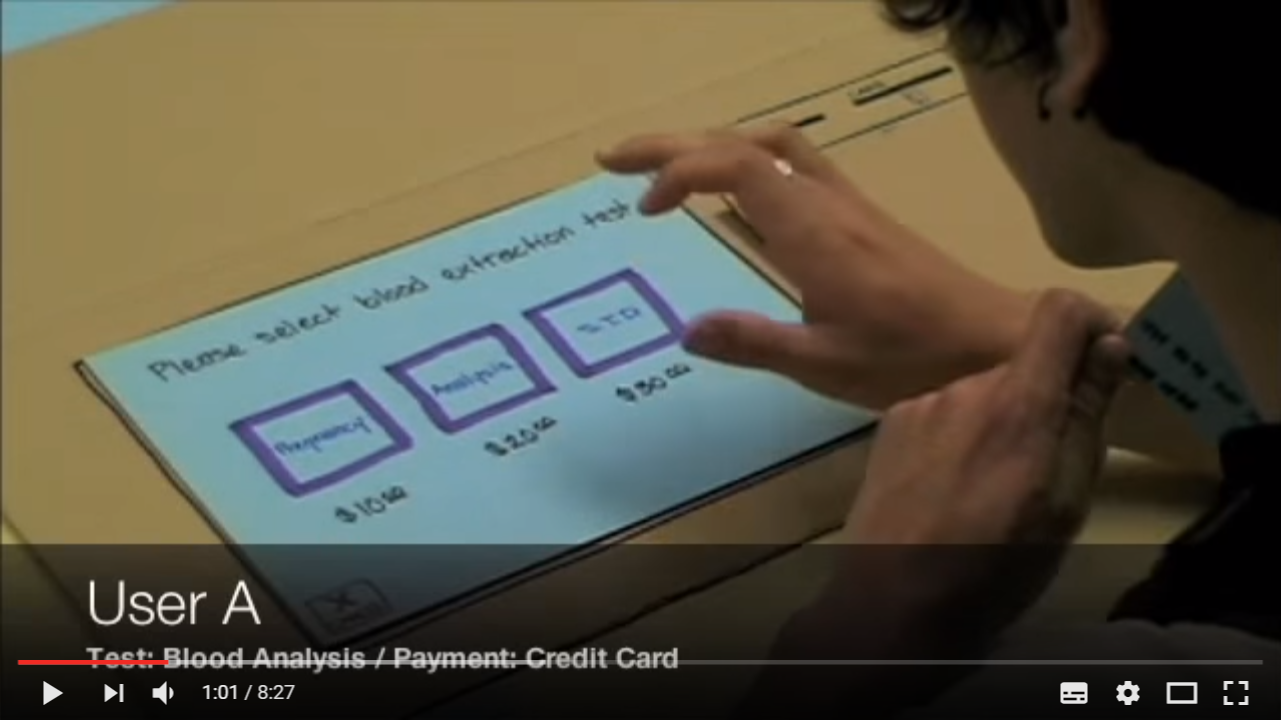 Please select blood extraction test
Pregnancy
Analysis
STD
$10.00
$20.00
$30.00
User A
Test: Blood Analysis / Payment: Credit Card
1:01 / 8:27